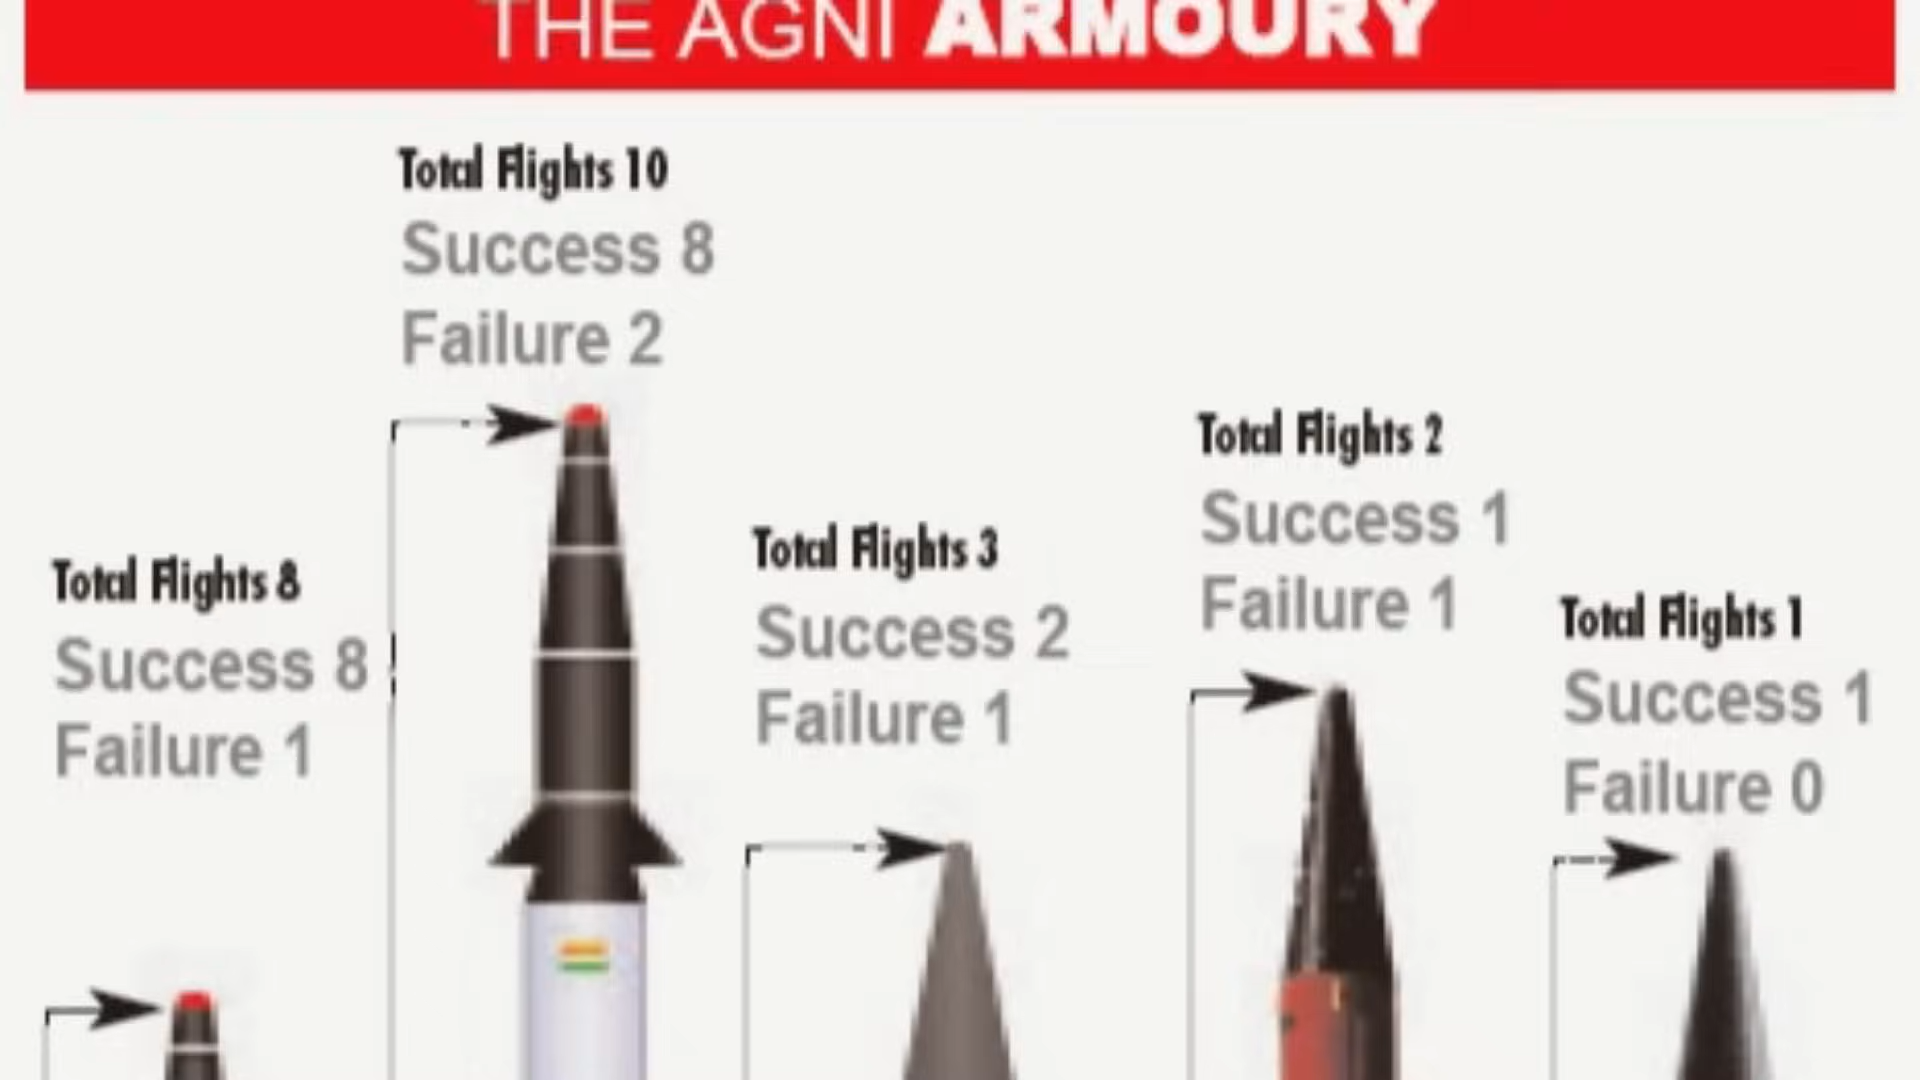 THE AGNI ARMOURY
Total Flights 10
Success 8
Failure 2
Total Flights 2
Success 1
Failure 1
Total Flights 3
Success 2
Failure 1
Total Flights 8
Success 8
Failure 1
Total Flights 1
Success 1
Failure 0